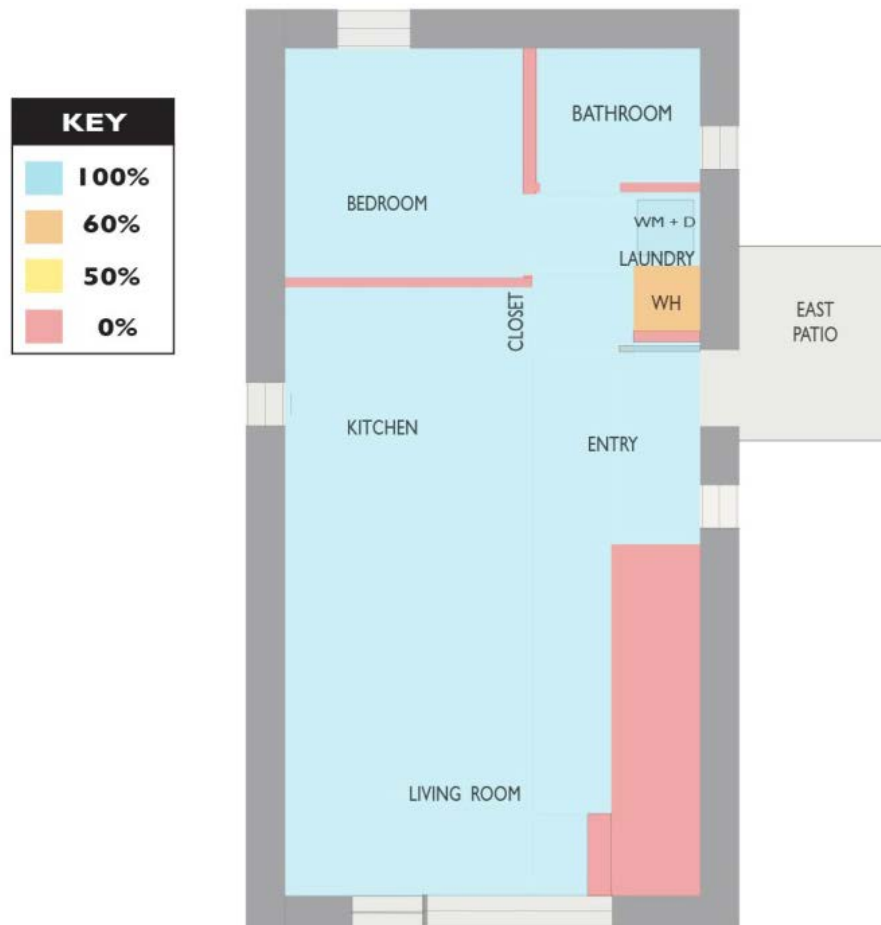 KEY
100%
60%
50%
0%
BATHROOM
BEDROOM
WM + D
LAUNDRY
WH
CLOSET
EAST
PATIO
KITCHEN
ENTRY
LIVING ROOM